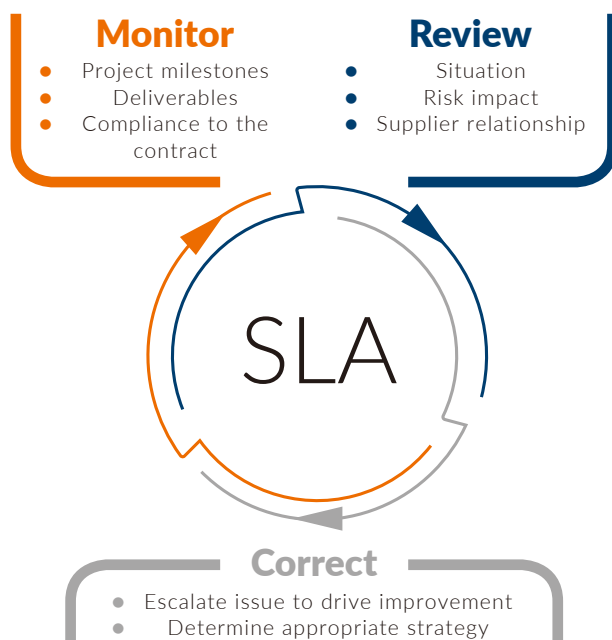 Monitor
Project milestones
Deliverables
Compliance to the
contract
Review
Situation
Risk impact
Supplier relationship
SLA
Correct
Escalate issue to drive improvement
Determine appropriate strategy